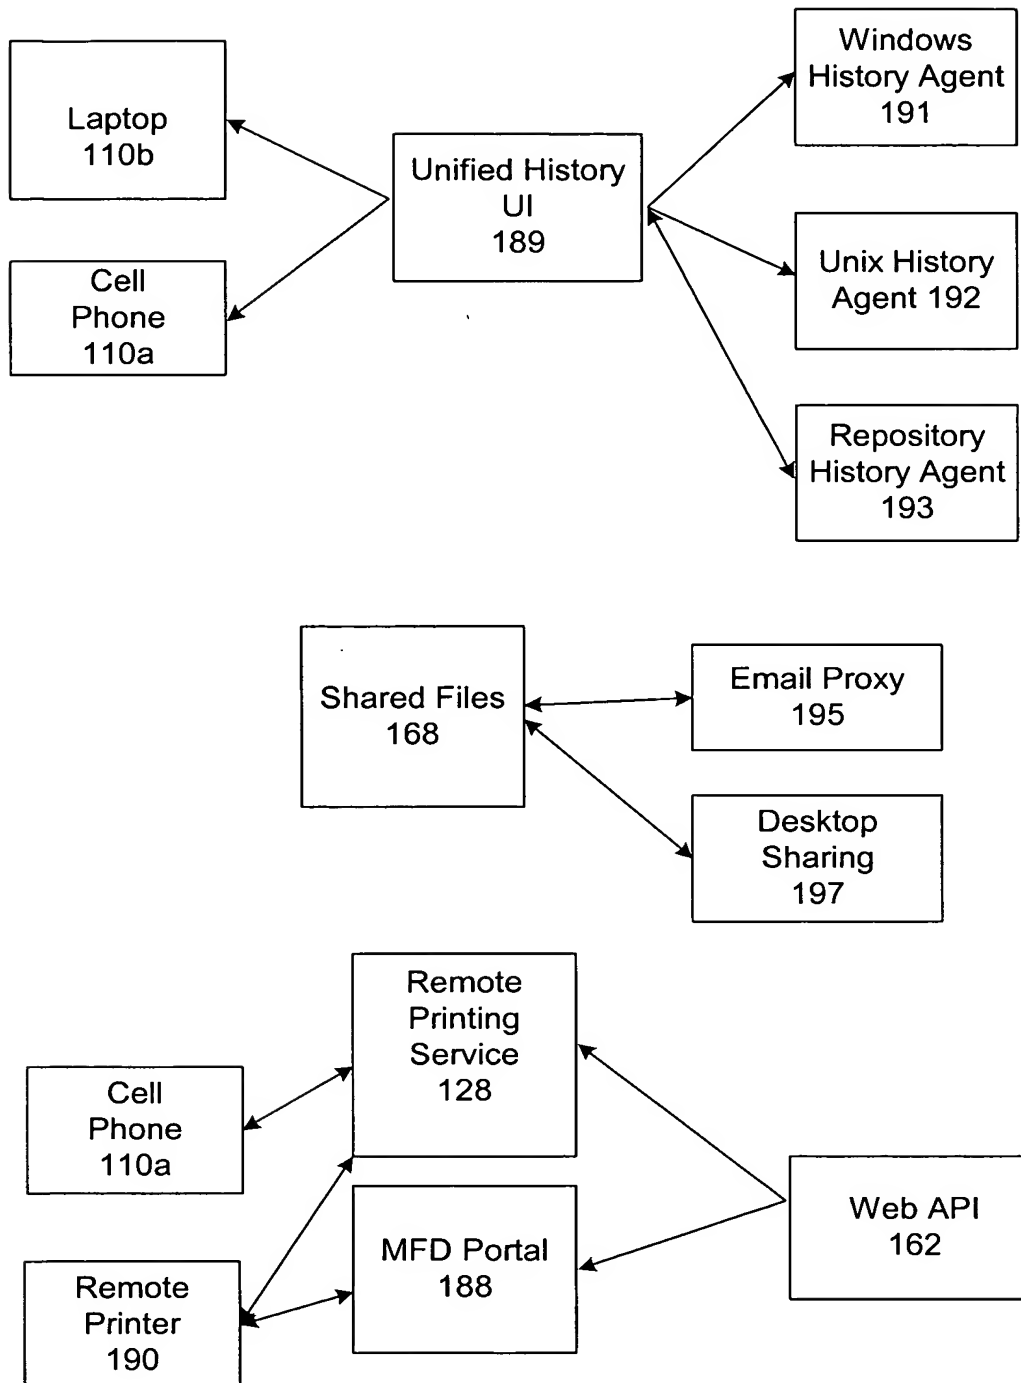 Windows
History Agent
191
Laptop
110b
Unified History
UI
189
Unix History
Agent 192
Cell
Phone
110a
Repository
History Agent
193
Shared Files
168
Email Proxy
195
Desktop
Sharing
197
Remote
Printing
Service
128
Cell
Phone
110a
Web API
162
MFD Portal
188
Remote
Printer
190